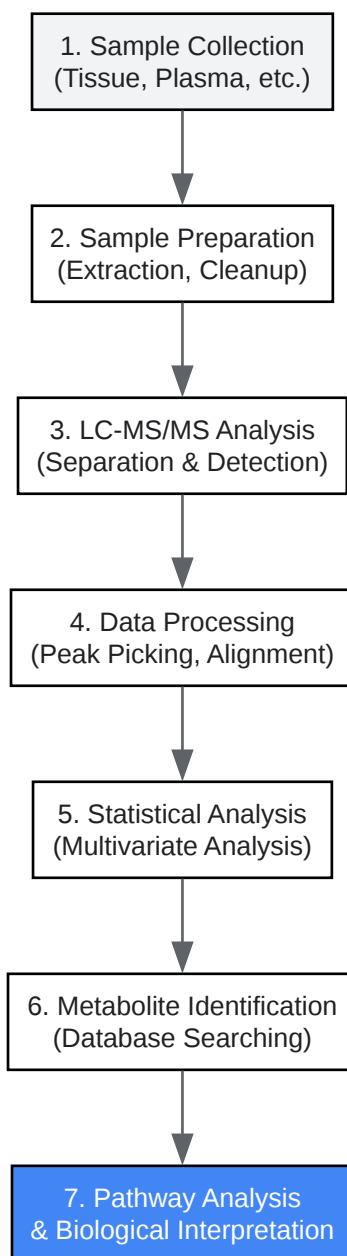 1. Sample Collection
(Tissue, Plasma, etc.)
2. Sample Preparation
(Extraction, Cleanup)
3. LC-MS/MS Analysis
(Separation & Detection)
4. Data Processing
(Peak Picking, Alignment)
5. Statistical Analysis
(Multivariate Analysis)
6. Metabolite Identification
(Database Searching)
7. Pathway Analysis
& Biological Interpretation